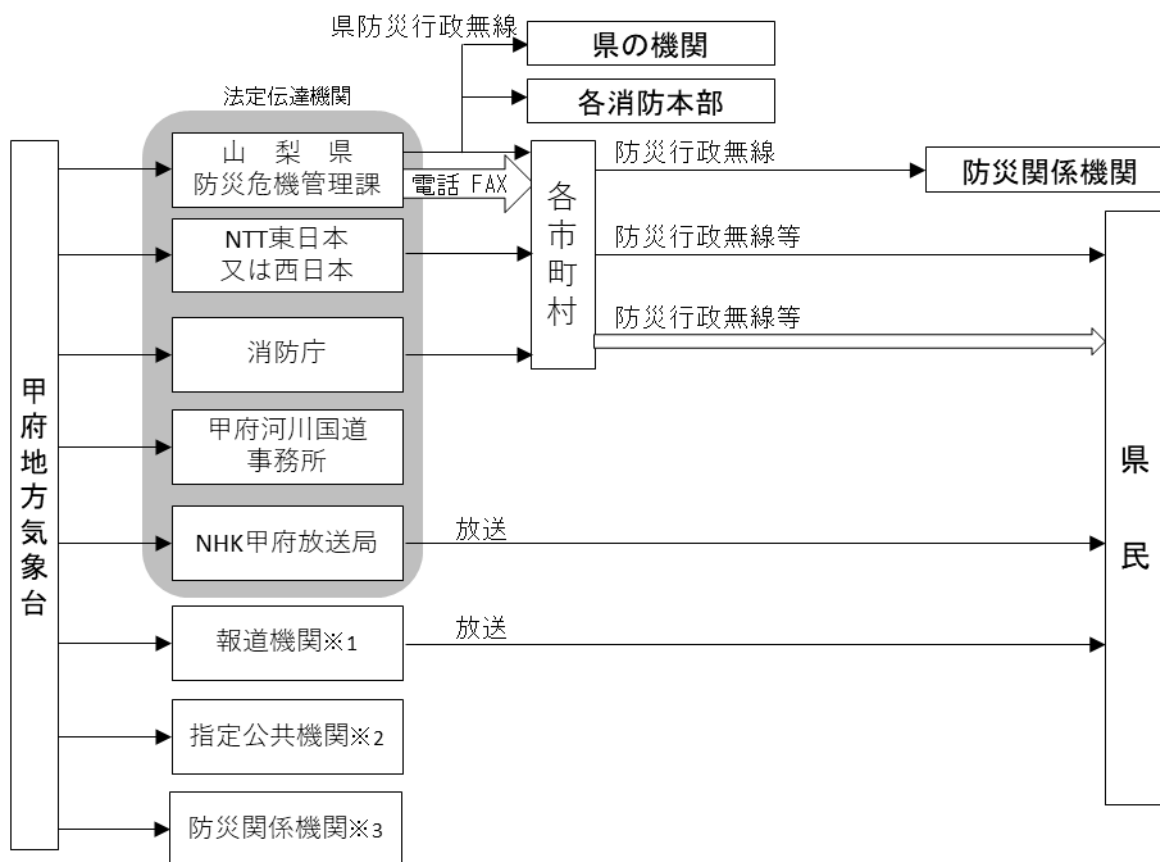 県防災行政無線
県の機関
法定伝達機関
各消防本部
山 梨 県
防災危機管理課
電話 FAX
各市町村
防災行政無線
防災関係機関
NTT東日本
又は西日本
防災行政無線等
消防庁
防災行政無線等
甲府地方気象台
甲府河川国道
事務所
県民
NHK甲府放送局
放送
報道機関※1
放送
指定公共機関※2
防災関係機関※3